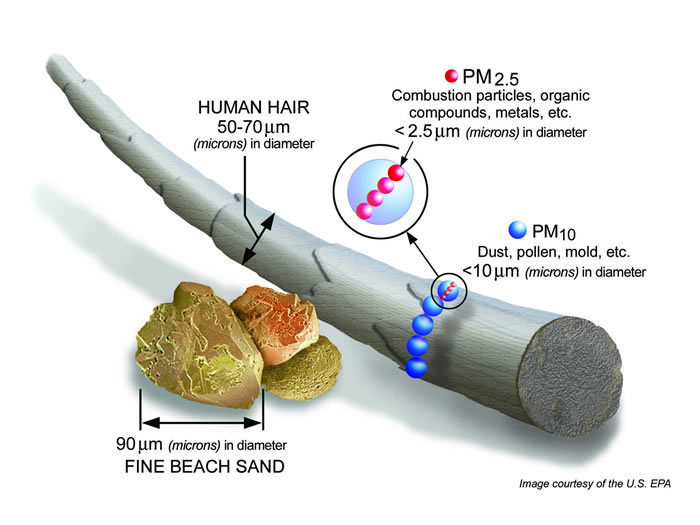 PM2.5
Combustion particles, organic
compounds, metals, etc.
< 2.5 µm (microns) in diameter
HUMAN HAIR
50-70 µm
(microns) in diameter
PM10
Dust, pollen, mold, etc.
<10 µm (microns) in diameter
90 µm (microns) in diameter
FINE BEACH SAND
Image courtesy of the U.S. EPA